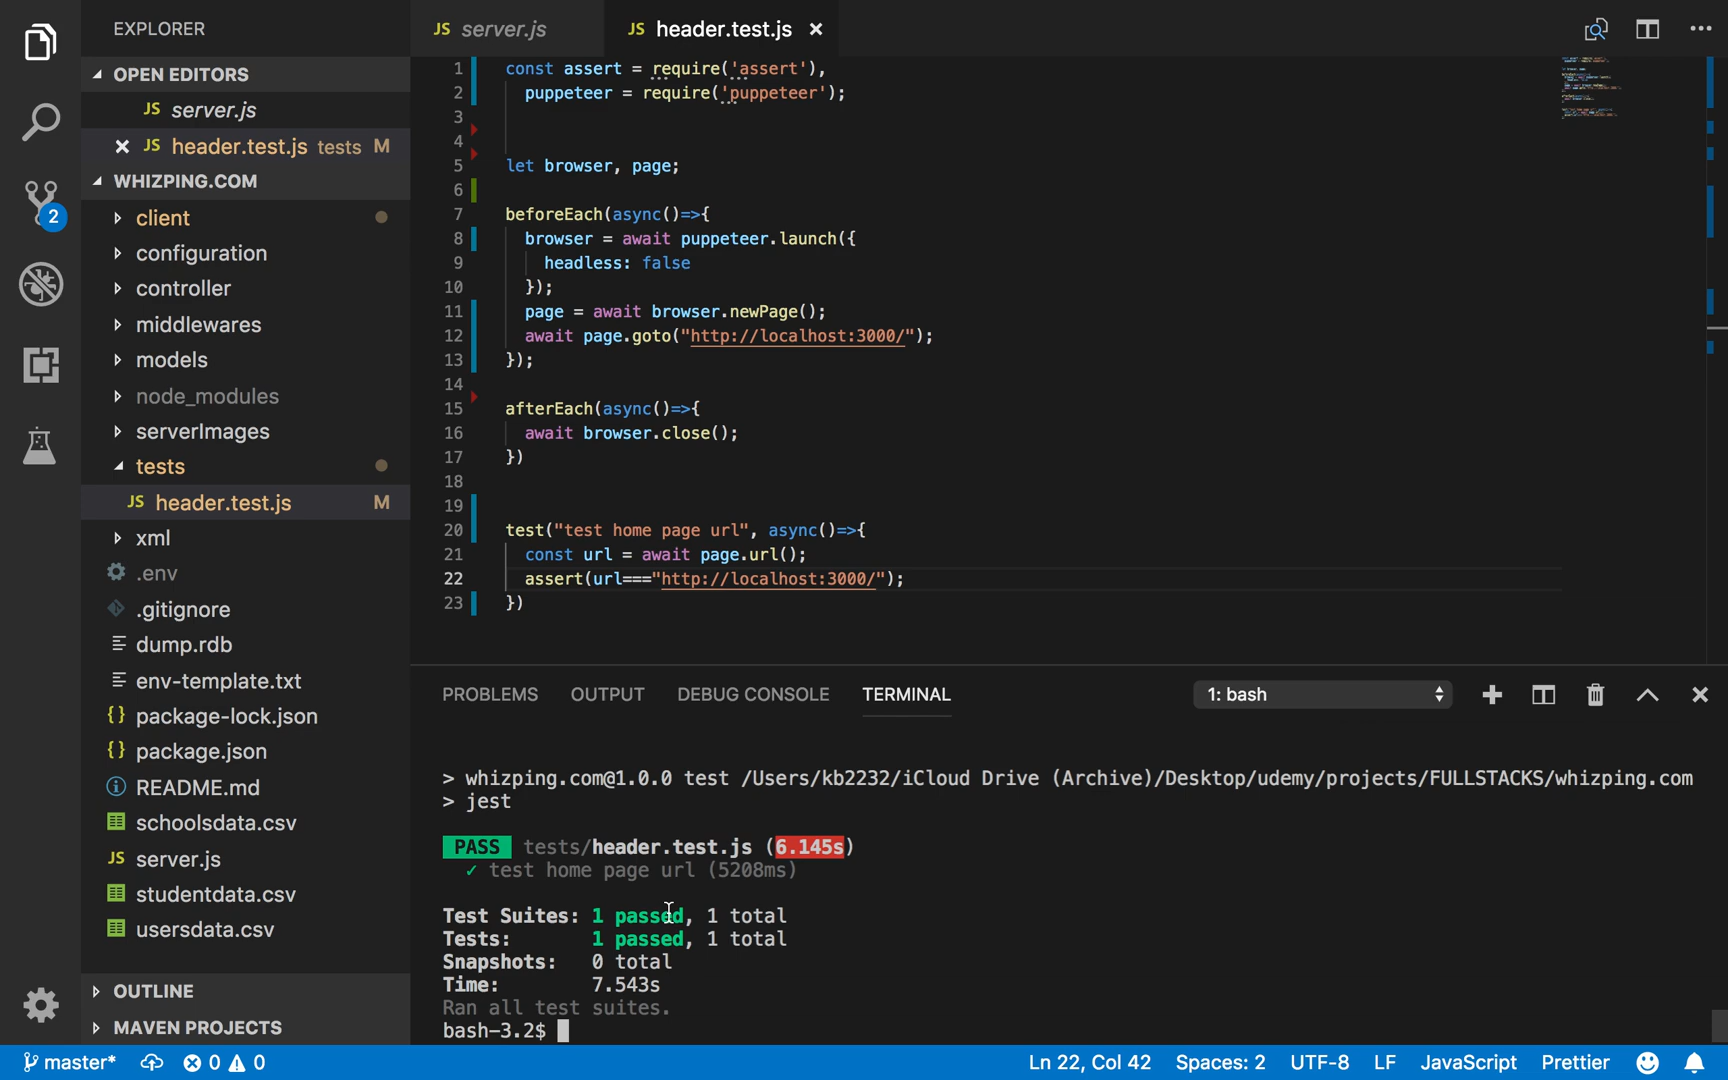 EXPLORER
OPEN EDITORS
JS server.js
JS header.test.js tests M
WHIZPING.COM
client
configuration
controller
middlewares
models
node_modules
serverImages
tests
JS header.test.js M
xml
.env
.gitignore
dump.rdb
env-template.txt
{} package-lock.json
{} package.json
README.md
schoolsdata.csv
JS server.js
studentdata.csv
usersdata.csv
OUTLINE
MAVEN PROJECTS
2
JS server.js
JS header.test.js
1 const assert = require('assert'),
2 puppeteer = require('puppeteer');
3
4
5 let browser, page;
6
7 beforeEach(async()=>{
8 browser = await puppeteer.launch({
9 headless: false
10 });
11 page = await browser.newPage();
12 await page.goto("http://localhost:3000/");
13 });
14
15 afterEach(async()=>{
16 await browser.close();
17 })
18
19
20 test("test home page url", async()=>{
21 const url = await page.url();
22 assert(url==="http://localhost:3000/");
23 })
PROBLEMS OUTPUT DEBUG CONSOLE TERMINAL 1: bash
> whizping.com@1.0.0 test /Users/kb2232/iCloud Drive (Archive)/Desktop/udemy/projects/FULLSTACKS/whizping.com
> jest
PASS tests/header.test.js (6.145s)
✓ test home page url (5208ms)
Test Suites: 1 passed, 1 total
Tests: 1 passed, 1 total
Snapshots: 0 total
Time: 7.543s
Ran all test suites.
bash-3.2$
master* 0 0 Ln 22, Col 42 Spaces: 2 UTF-8 LF JavaScript Prettier